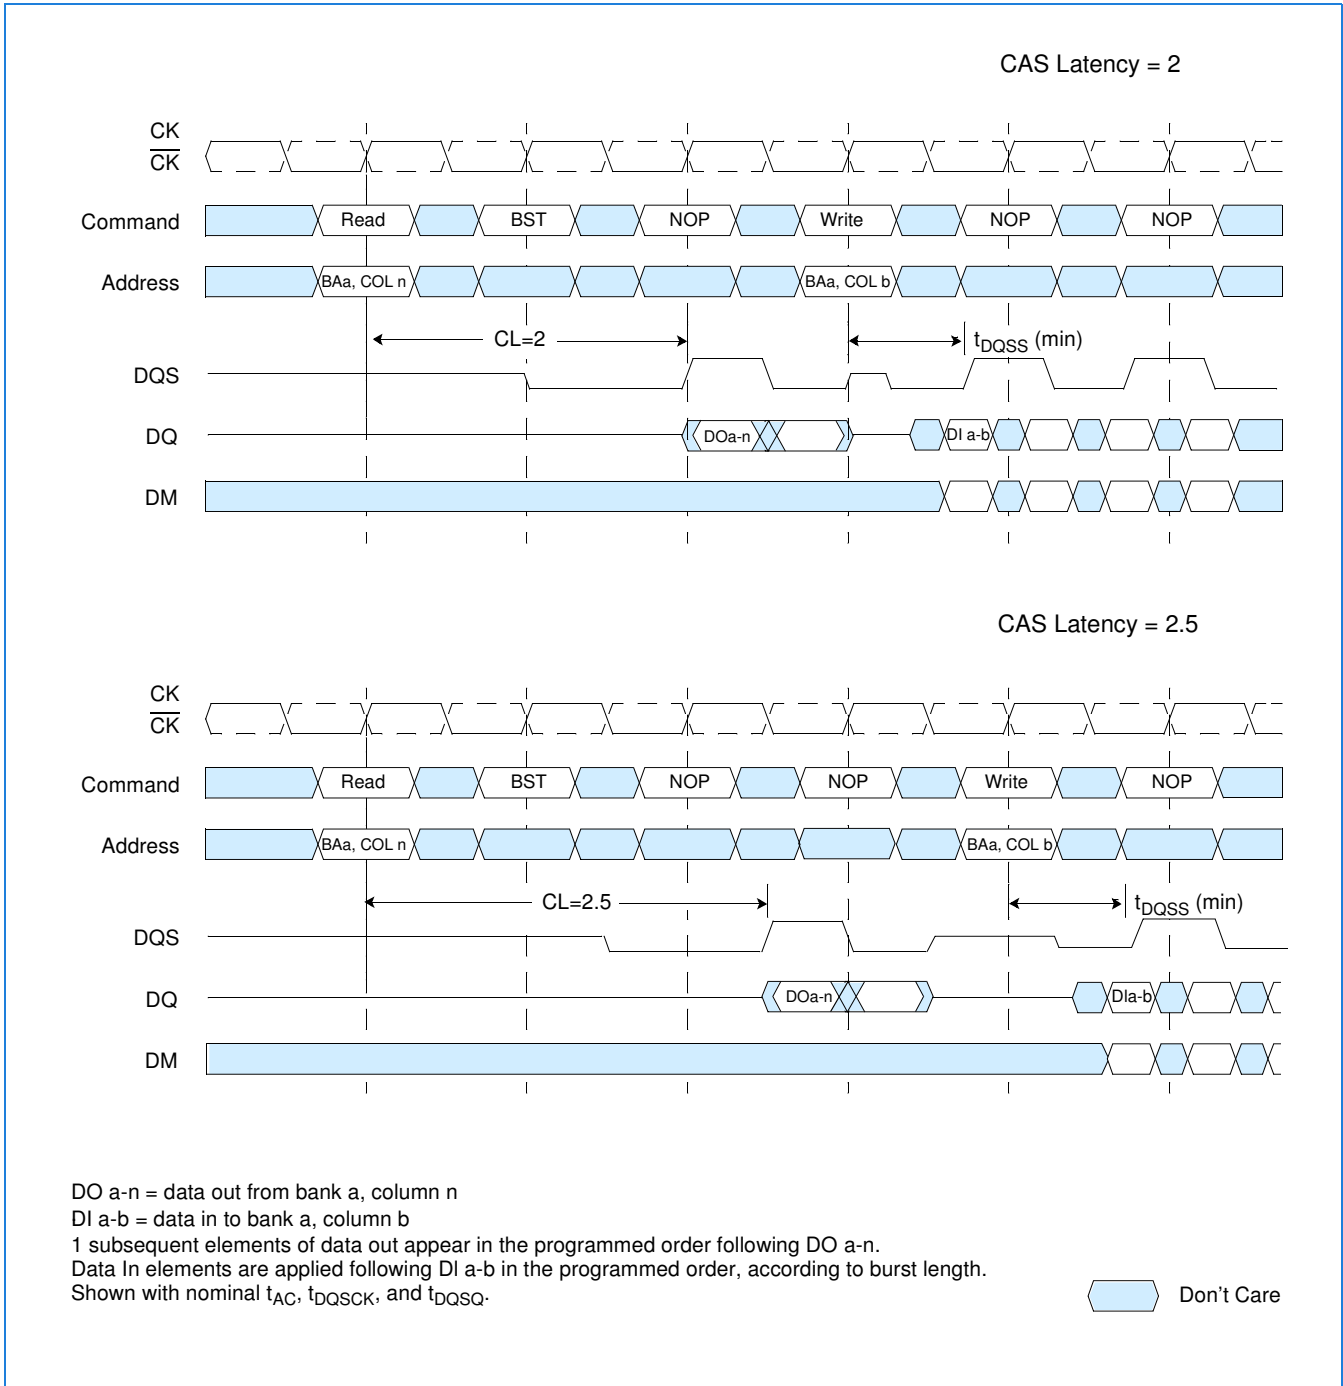 CAS Latency = 2
CK
CK
Command Read BST NOP Write NOP NOP
Address BAa, COL n BAa, COL b
CL=2 tDQSS (min)
DQS
DQ DOa-n DI a-b
DM
CAS Latency = 2.5
CK
CK
Command Read BST NOP NOP Write NOP
Address BAa, COL n BAa, COL b
CL=2.5 tDQSS (min)
DQS
DQ DOa-n DIa-b
DM
DO a-n = data out from bank a, column n
DI a-b = data in to bank a, column b
1 subsequent elements of data out appear in the programmed order following DO a-n.
Data In elements are applied following DI a-b in the programmed order, according to burst length.
Shown with nominal tAC, tDQSCK, and tDQSQ.
Don't Care